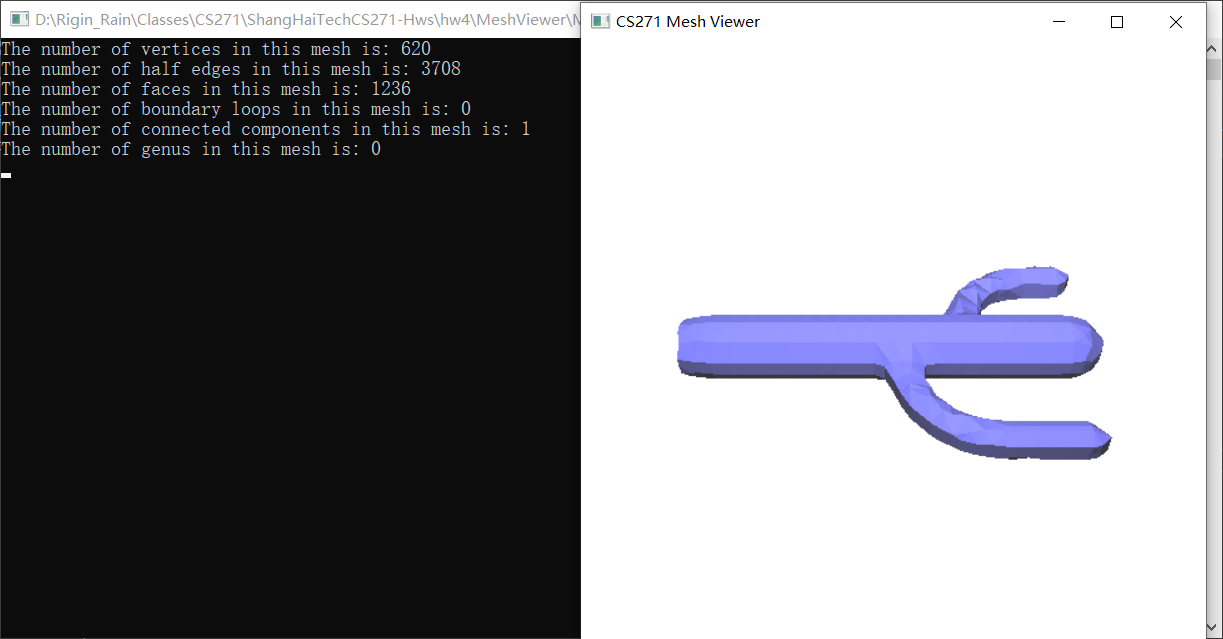 D:\Rigin_Rain\Classes\CS271\ShangHaiTechCS271-Hws\hw4\MeshViewer\M
CS271 Mesh Viewer
The number of vertices in this mesh is: 620
The number of half edges in this mesh is: 3708
The number of faces in this mesh is: 1236
The number of boundary loops in this mesh is: 0
The number of connected components in this mesh is: 1
The number of genus in this mesh is: 0